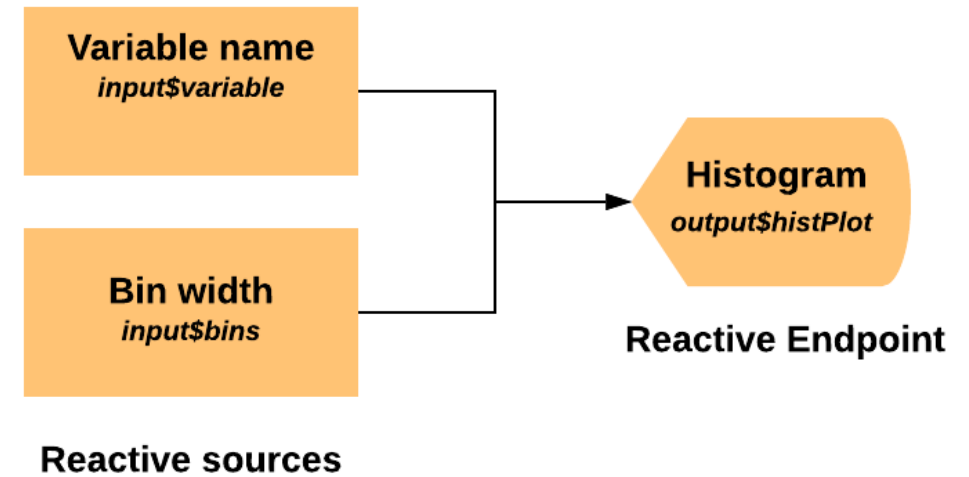 Variable name
input$variable
Bin width
input$bins
Reactive sources
Histogram
output$histPlot
Reactive Endpoint